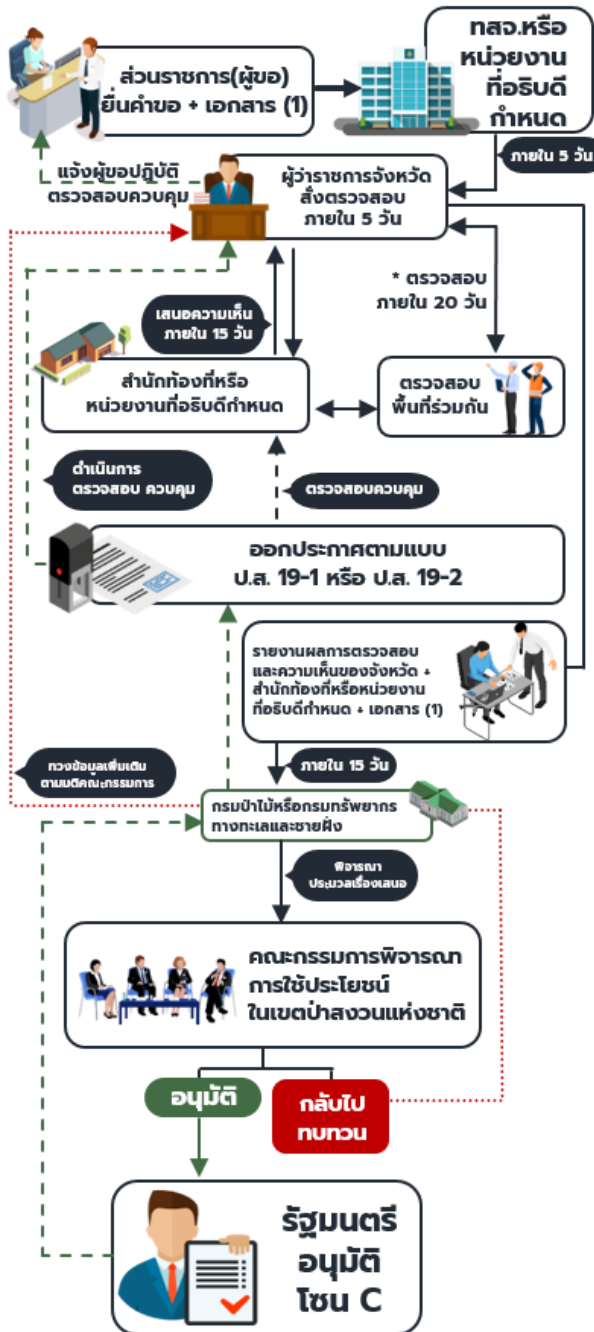 ส่วนราชการ(ผู้ขอ)
ยื่นคำขอ + เอกสาร (1)
ทสจ.หรือ
หน่วยงาน
ที่อธิบดี
กำหนด
ภายใน 5 วัน
แจ้งผู้ขอปฏิบัติ
ตรวจสอบควบคุม
ผู้ว่าราชการจังหวัด
สั่งตรวจสอบ
ภายใน 5 วัน
* ตรวจสอบ
ภายใน 20 วัน
เสนอความเห็น
ภายใน 15 วัน
สำนักท้องที่หรือ
หน่วยงานที่อธิบดีกำหนด
ตรวจสอบ
พื้นที่ร่วมกัน
ดำเนินการ
ตรวจสอบ ควบคุม
ตรวจสอบควบคุม
ออกประกาศตามแบบ
ป.ส. 19-1 หรือ ป.ส. 19-2
รายงานผลการตรวจสอบ
และความเห็นของจังหวัด +
สำนักท้องที่หรือหน่วยงาน
ที่อธิบดีกำหนด + เอกสาร (1)
ภายใน 15 วัน
ทวงข้อมูลเพิ่มเติม
ตามมติคณะกรรมการ
กรมป่าไม้หรือกรมทรัพยากร
ทางทะเลและชายฝั่ง
พิจารณา
ประมวลเรื่องเสนอ
คณะกรรมการพิจารณา
การใช้ประโยชน์
ในเขตป่าสงวนแห่งชาติ
อนุมัติ
กลับไป
ทบทวน
รัฐมนตรี
อนุมัติ
โซน C